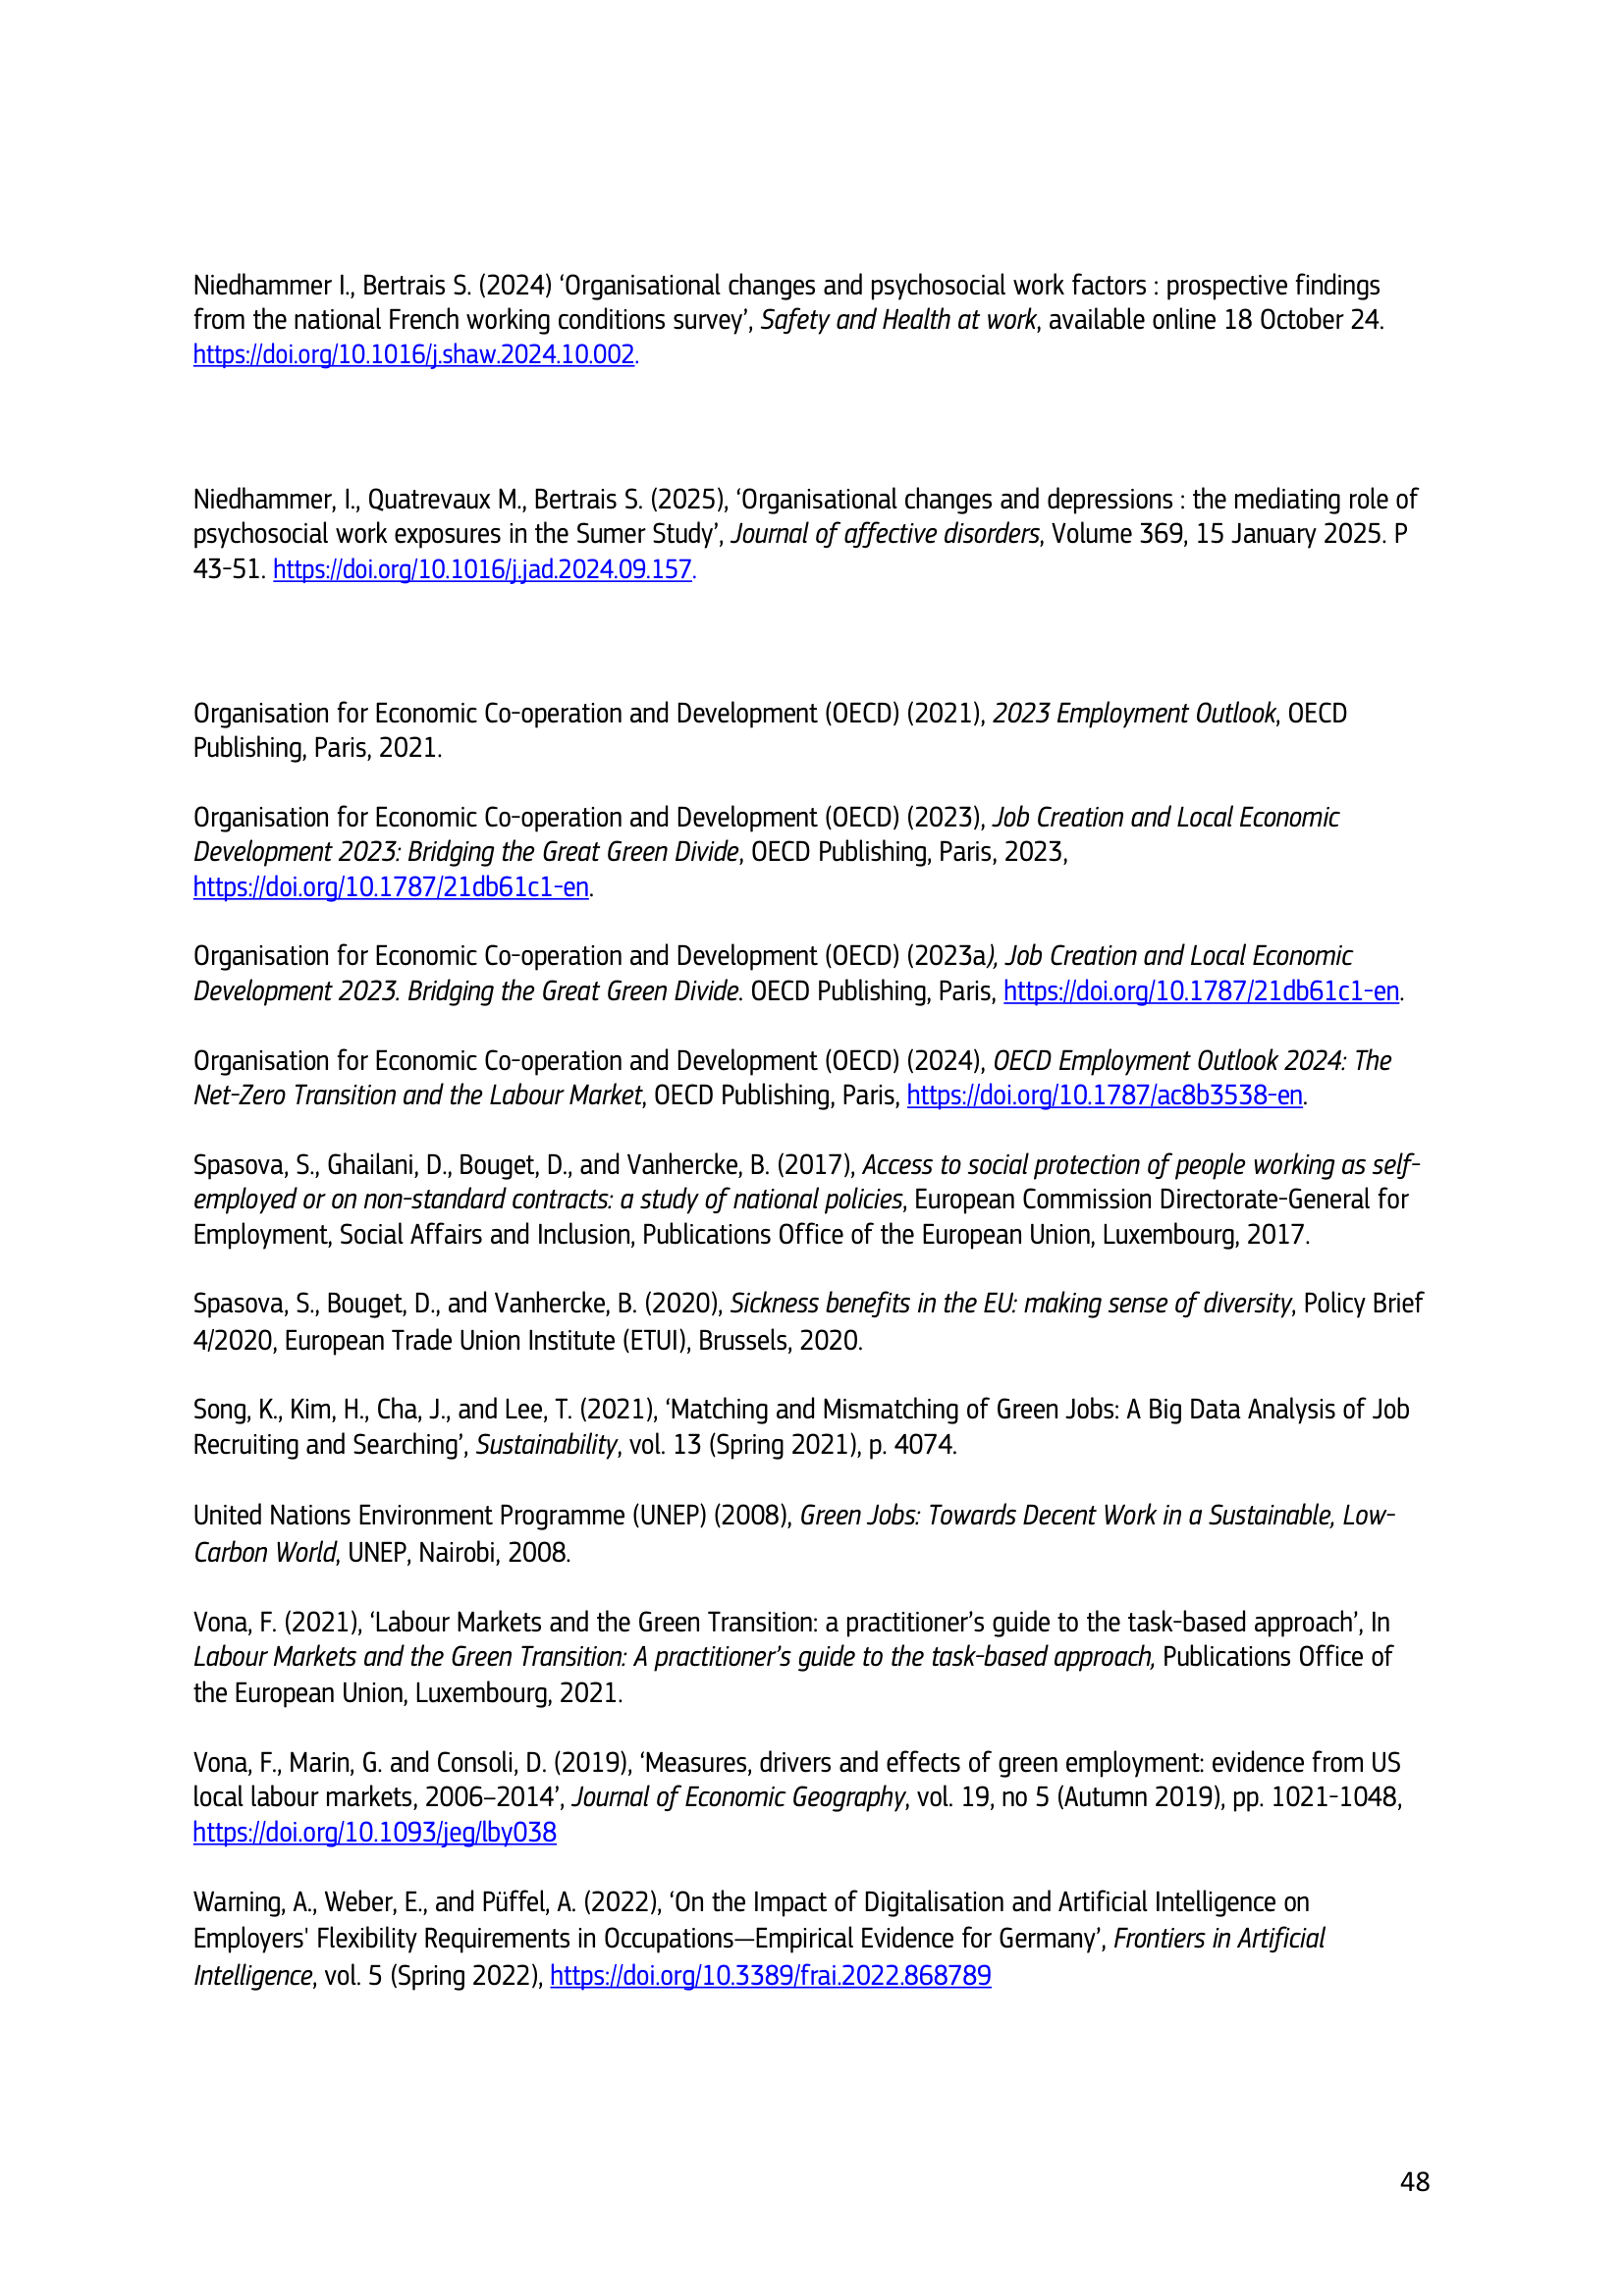 Niedhammer I., Bertrais S. (2024) ‘Organisational changes and psychosocial work factors : prospective findings
from the national French working conditions survey’, Safety and Health at work, available online 18 October 24.
https://doi.org/10.1016/j.shaw.2024.10.002.
Niedhammer, I., Quatrevaux M., Bertrais S. (2025), ‘Organisational changes and depressions : the mediating role of
psychosocial work exposures in the Sumer Study’, Journal of affective disorders, Volume 369, 15 January 2025. P
43-51. https://doi.org/10.1016/j.jad.2024.09.157.
Organisation for Economic Co-operation and Development (OECD) (2021), 2023 Employment Outlook, OECD
Publishing, Paris, 2021.
Organisation for Economic Co-operation and Development (OECD) (2023), Job Creation and Local Economic
Development 2023: Bridging the Great Green Divide, OECD Publishing, Paris, 2023,
https://doi.org/10.1787/21db61c1-en.
Organisation for Economic Co-operation and Development (OECD) (2023a), Job Creation and Local Economic
Development 2023. Bridging the Great Green Divide. OECD Publishing, Paris, https://doi.org/10.1787/21db61c1-en.
Organisation for Economic Co-operation and Development (OECD) (2024), OECD Employment Outlook 2024: The
Net-Zero Transition and the Labour Market, OECD Publishing, Paris, https://doi.org/10.1787/ac8b3538-en.
Spasova, S., Ghailani, D., Bouget, D., and Vanhercke, B. (2017), Access to social protection of people working as self-
employed or on non-standard contracts: a study of national policies, European Commission Directorate-General for
Employment, Social Affairs and Inclusion, Publications Office of the European Union, Luxembourg, 2017.
Spasova, S., Bouget, D., and Vanhercke, B. (2020), Sickness benefits in the EU: making sense of diversity, Policy Brief
4/2020, European Trade Union Institute (ETUI), Brussels, 2020.
Song, K., Kim, H., Cha, J., and Lee, T. (2021), ‘Matching and Mismatching of Green Jobs: A Big Data Analysis of Job
Recruiting and Searching’, Sustainability, vol. 13 (Spring 2021), p. 4074.
United Nations Environment Programme (UNEP) (2008), Green Jobs: Towards Decent Work in a Sustainable, Low-
Carbon World, UNEP, Nairobi, 2008.
Vona, F. (2021), ‘Labour Markets and the Green Transition: a practitioner’s guide to the task-based approach’, In
Labour Markets and the Green Transition: A practitioner’s guide to the task-based approach, Publications Office of
the European Union, Luxembourg, 2021.
Vona, F., Marin, G. and Consoli, D. (2019), ‘Measures, drivers and effects of green employment: evidence from US
local labour markets, 2006–2014’, Journal of Economic Geography, vol. 19, no 5 (Autumn 2019), pp. 1021-1048,
https://doi.org/10.1093/jeg/lby038
Warning, A., Weber, E., and Püffel, A. (2022), ‘On the Impact of Digitalisation and Artificial Intelligence on
Employers' Flexibility Requirements in Occupations—Empirical Evidence for Germany’, Frontiers in Artificial
Intelligence, vol. 5 (Spring 2022), https://doi.org/10.3389/frai.2022.868789
48